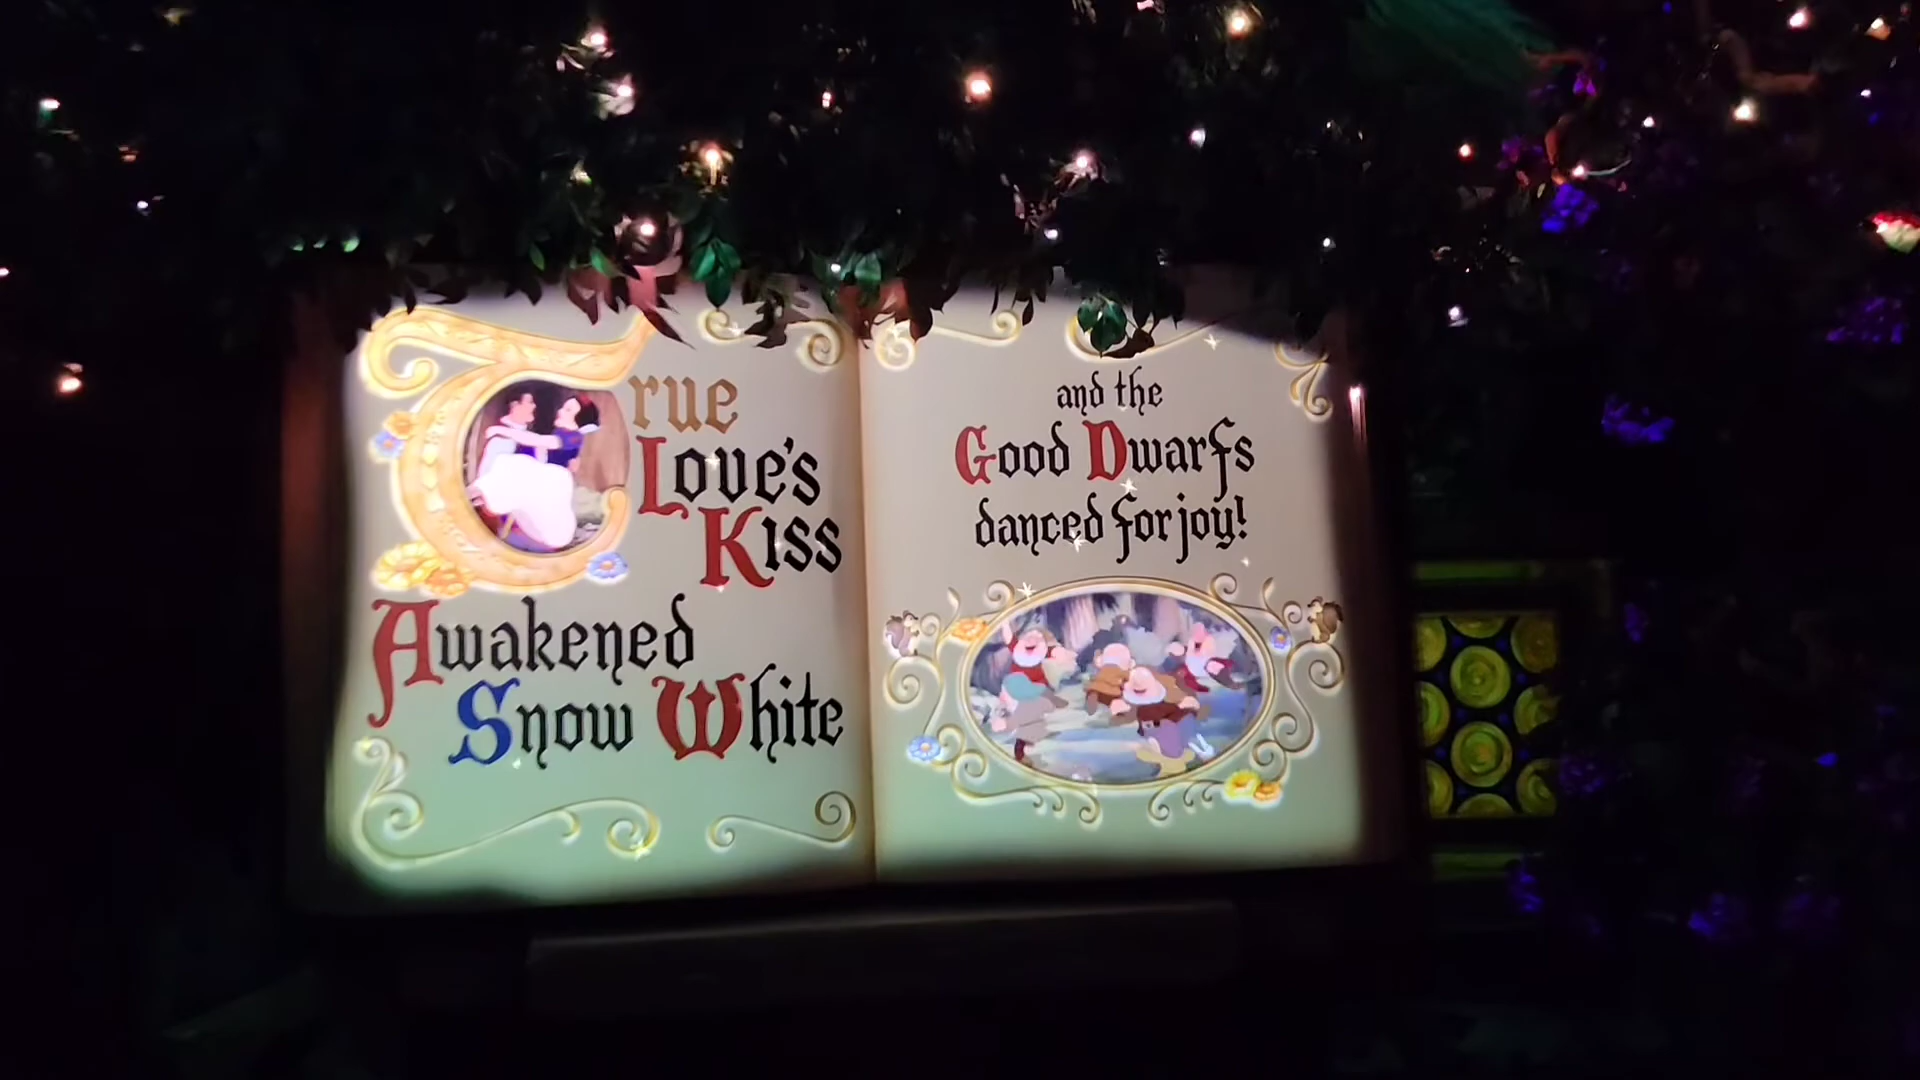 True
Love's
Kiss
Awakened
Snow White
and the
Good Dwarfs
danced for joy!